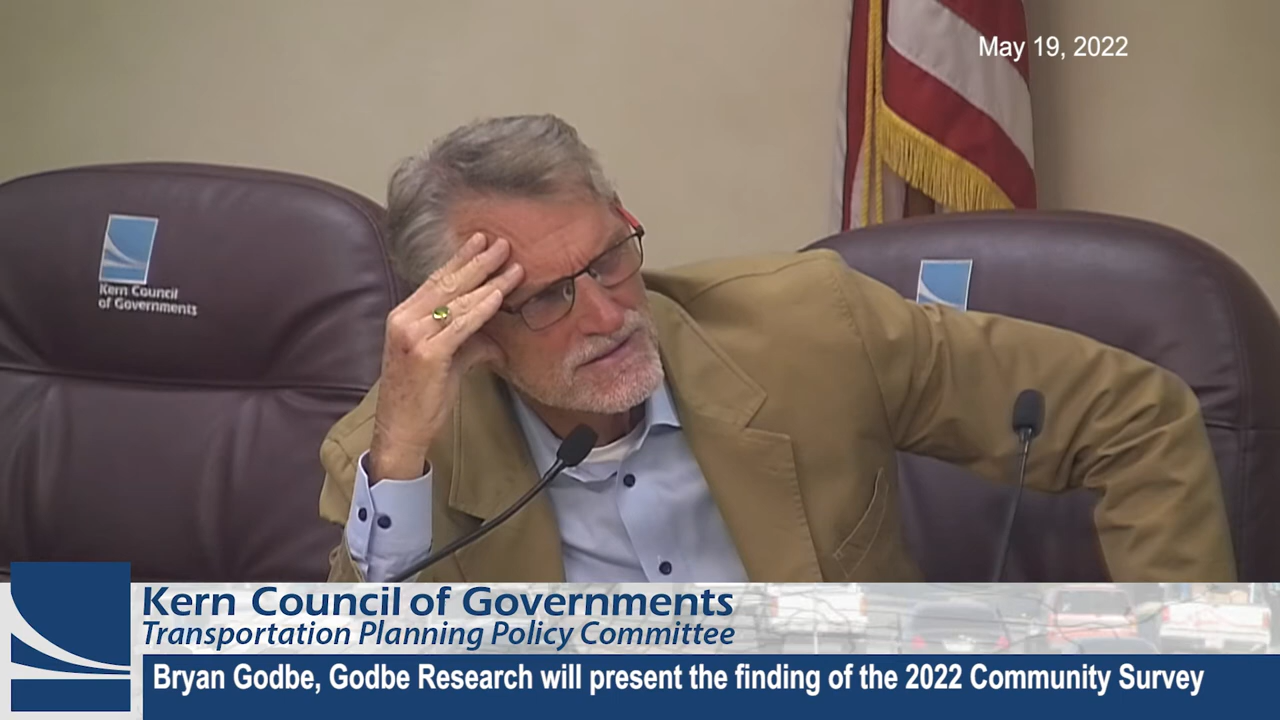 May 19, 2022
Kern Council
of Governments
Kern Council of Governments
Transportation Planning Policy Committee
Bryan Godbe, Godbe Research will present the finding of the 2022 Community Survey